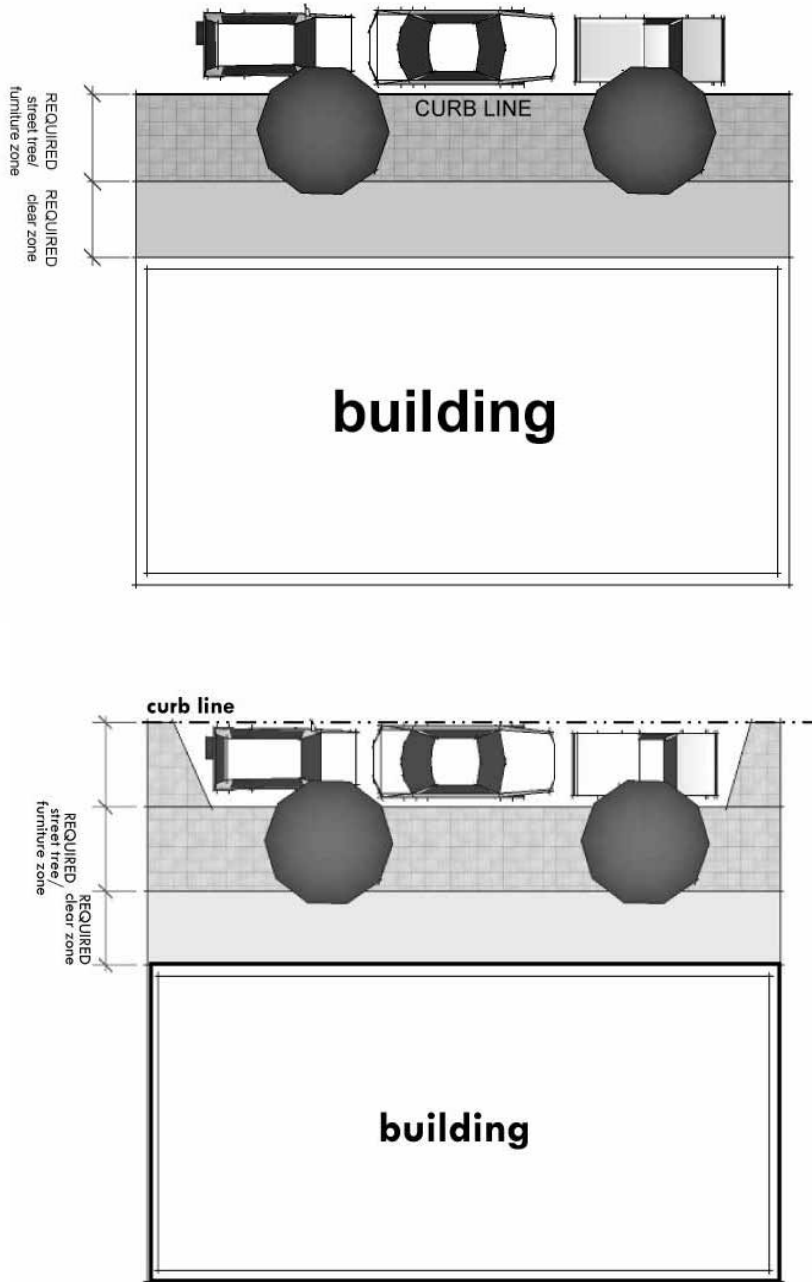 CURB LINE
REQUIRED
street tree/
furniture zone
REQUIRED
clear zone
building
curb line
REQUIRED
street tree/
furniture zone
REQUIRED
clear zone
building